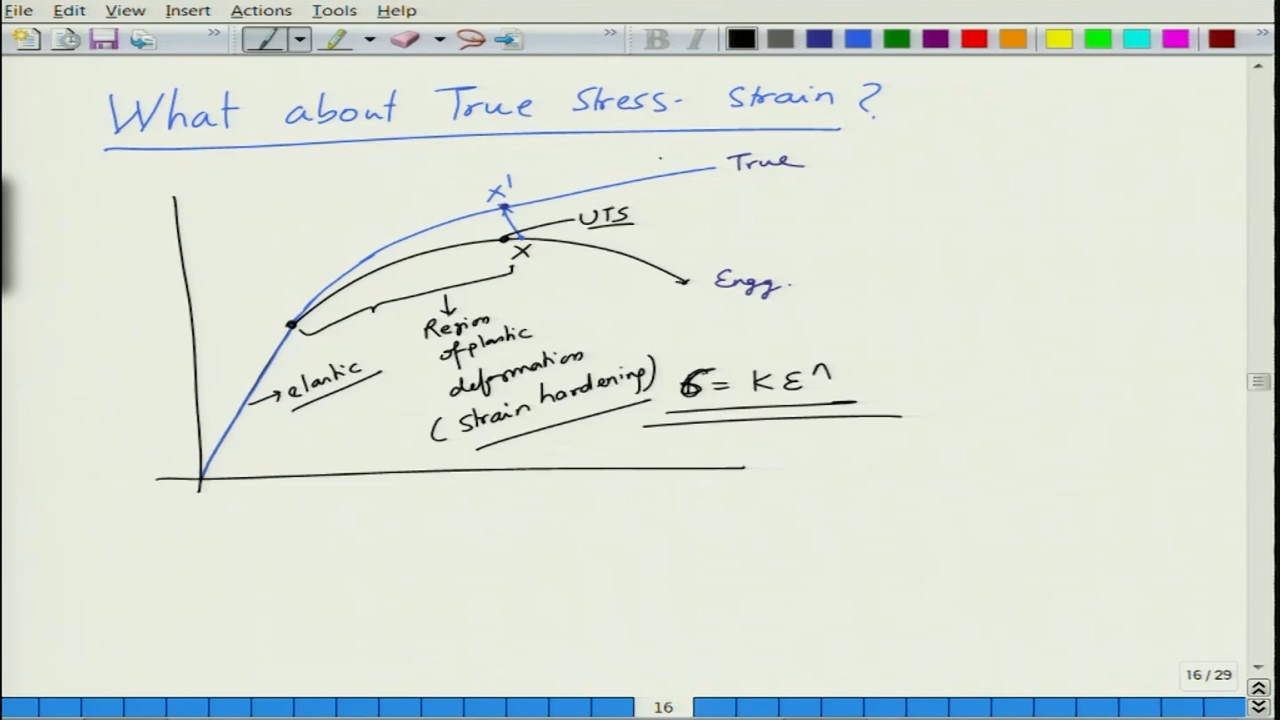 File Edit View Insert Actions Tools Help
B I
What about True Stress- Strain?
True
X'
UTS
X
Engg.
Region
of plastic
deformation
(strain hardening)
→ elastic
σ = K ε^n
16 / 29
16